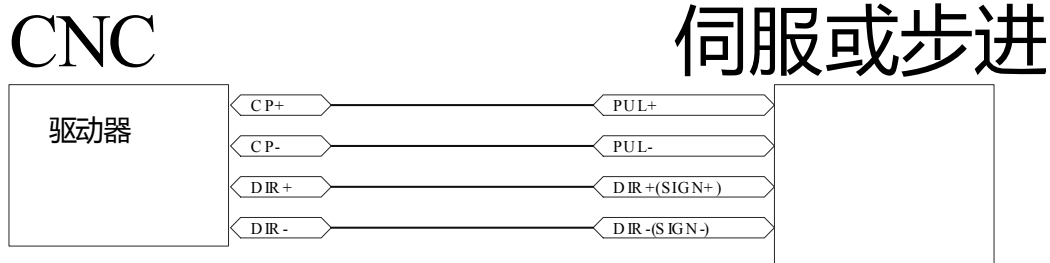 CNC
伺服或步进
驱动器
CP+
PUL+
CP-
PUL-
DIR+
DIR+(SIGN+)
DIR-
DIR-(SIGN-)